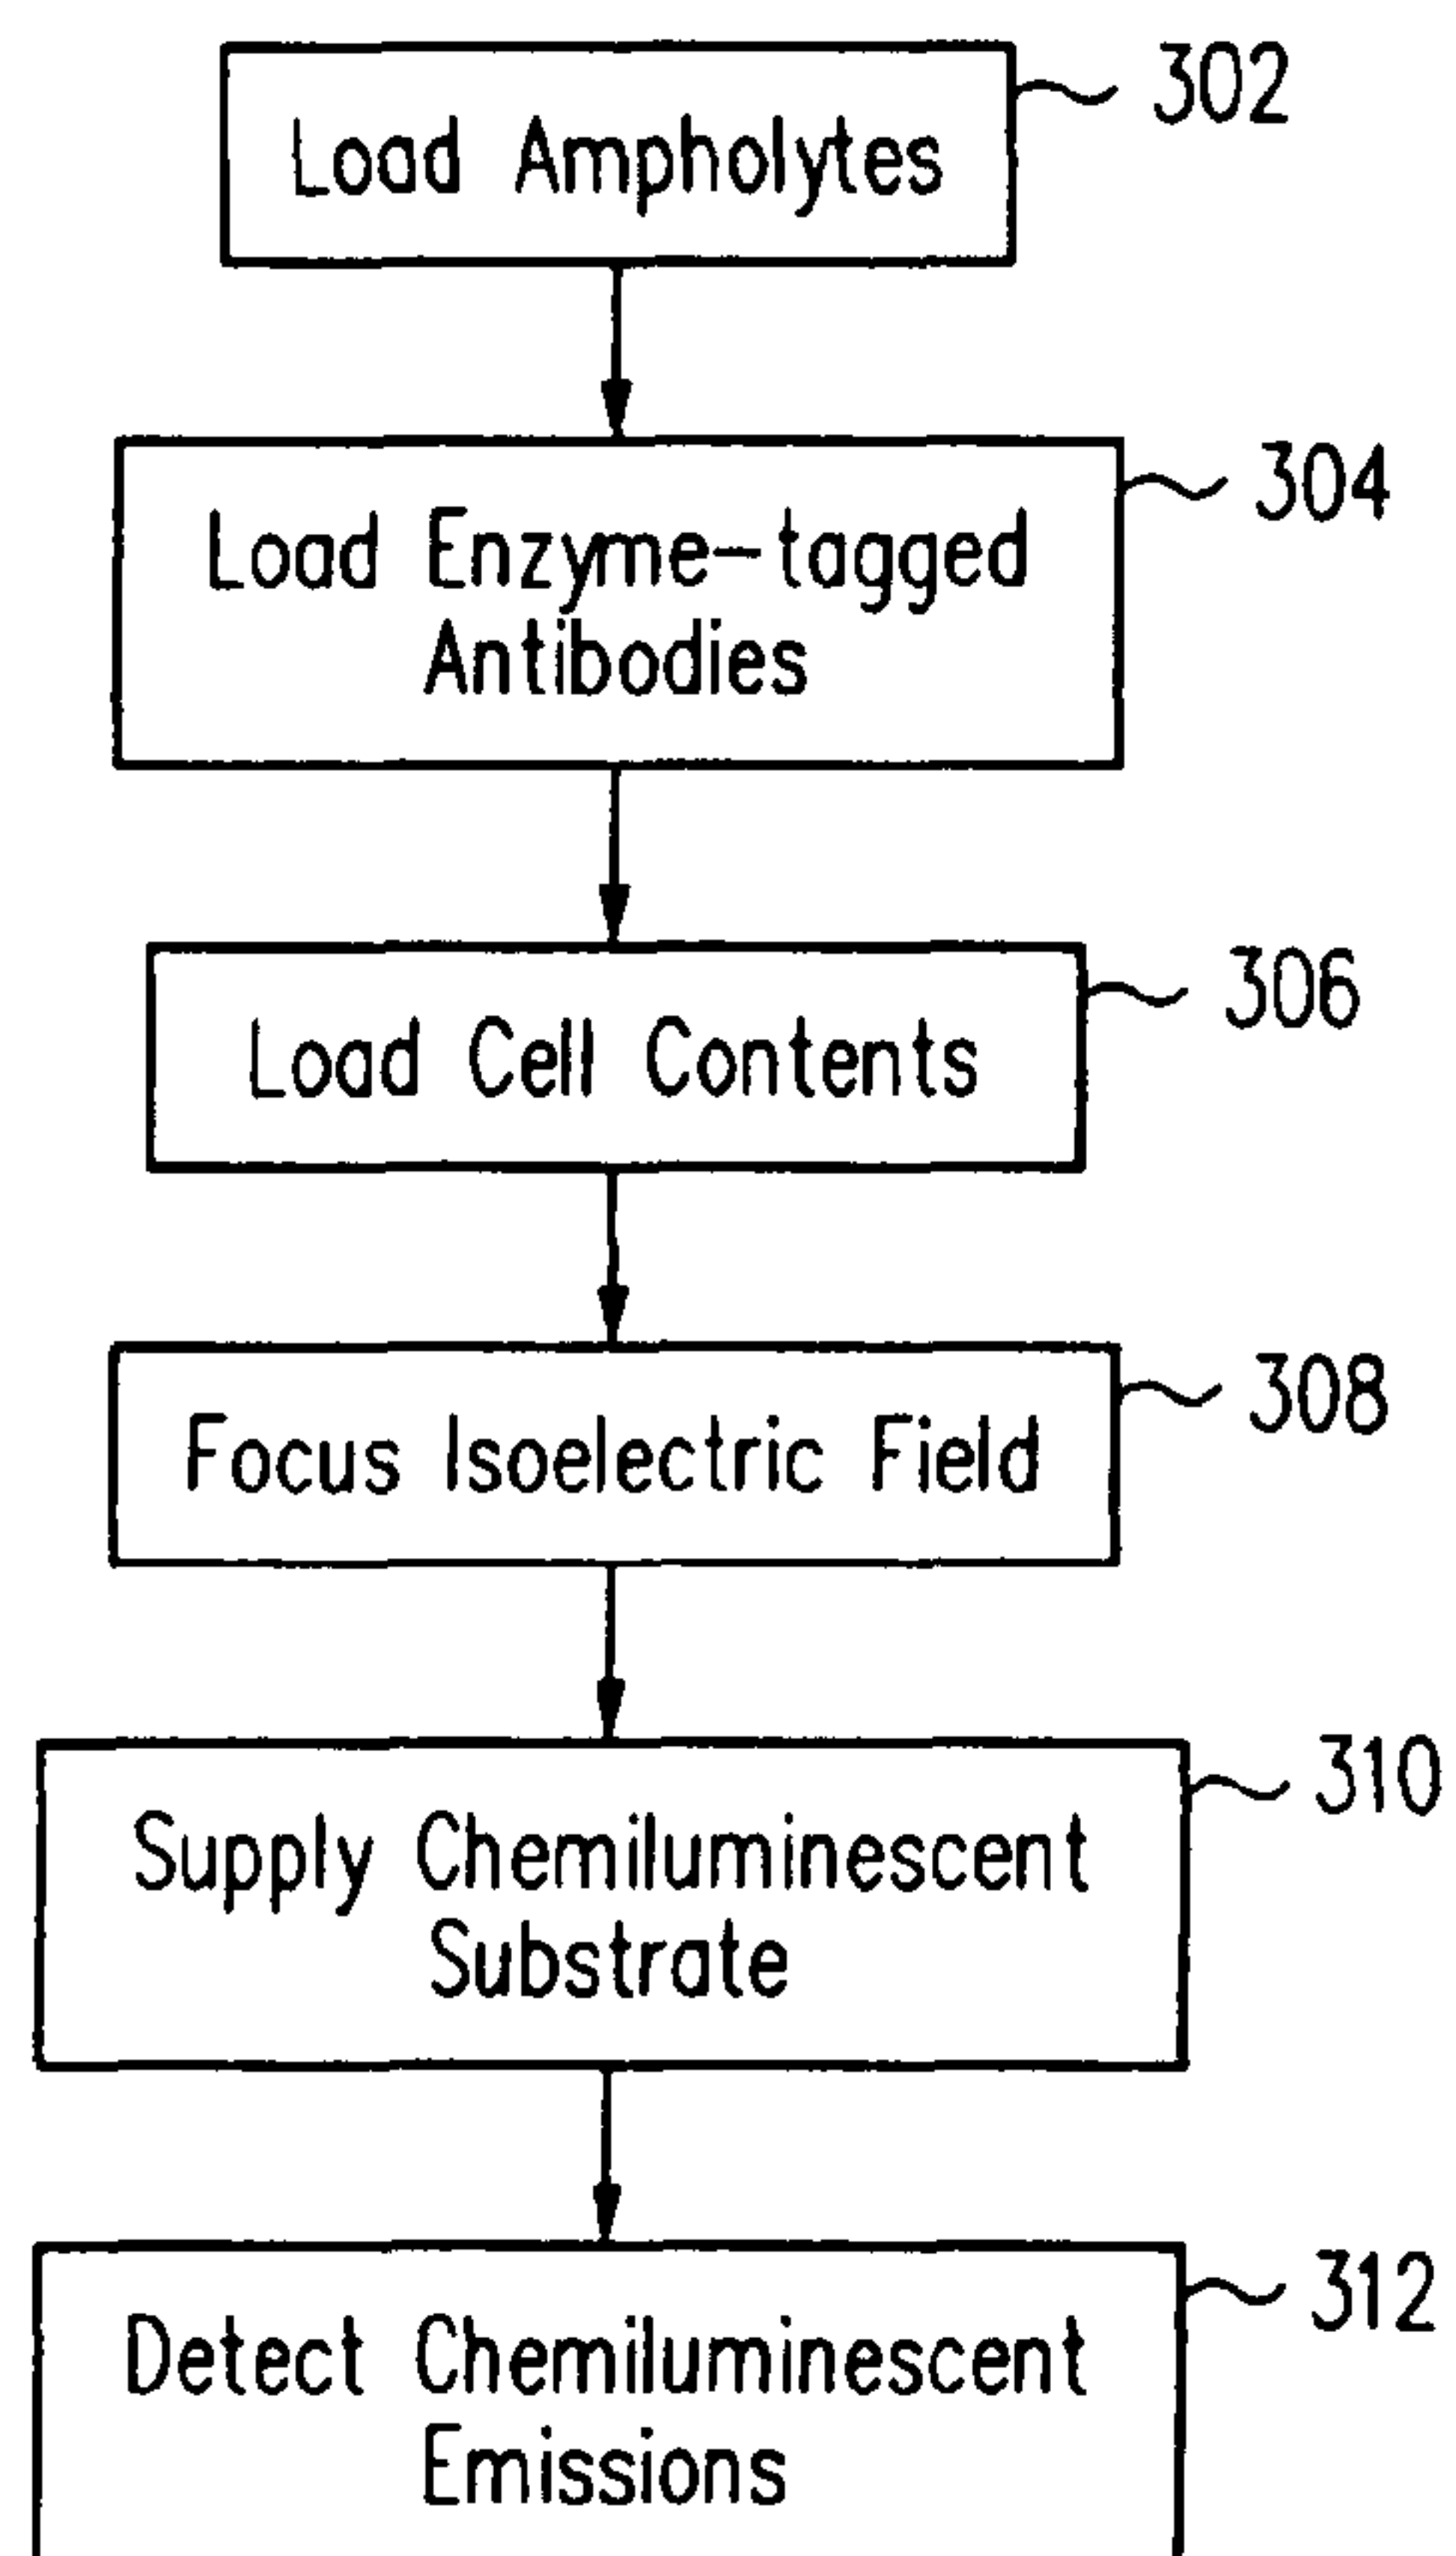 302
Load Ampholytes
304
Load Enzyme-tagged
Antibodies
306
Load Cell Contents
308
Focus Isoelectric Field
310
Supply Chemiluminescent
Substrate
312
Detect Chemiluminescent
Emissions